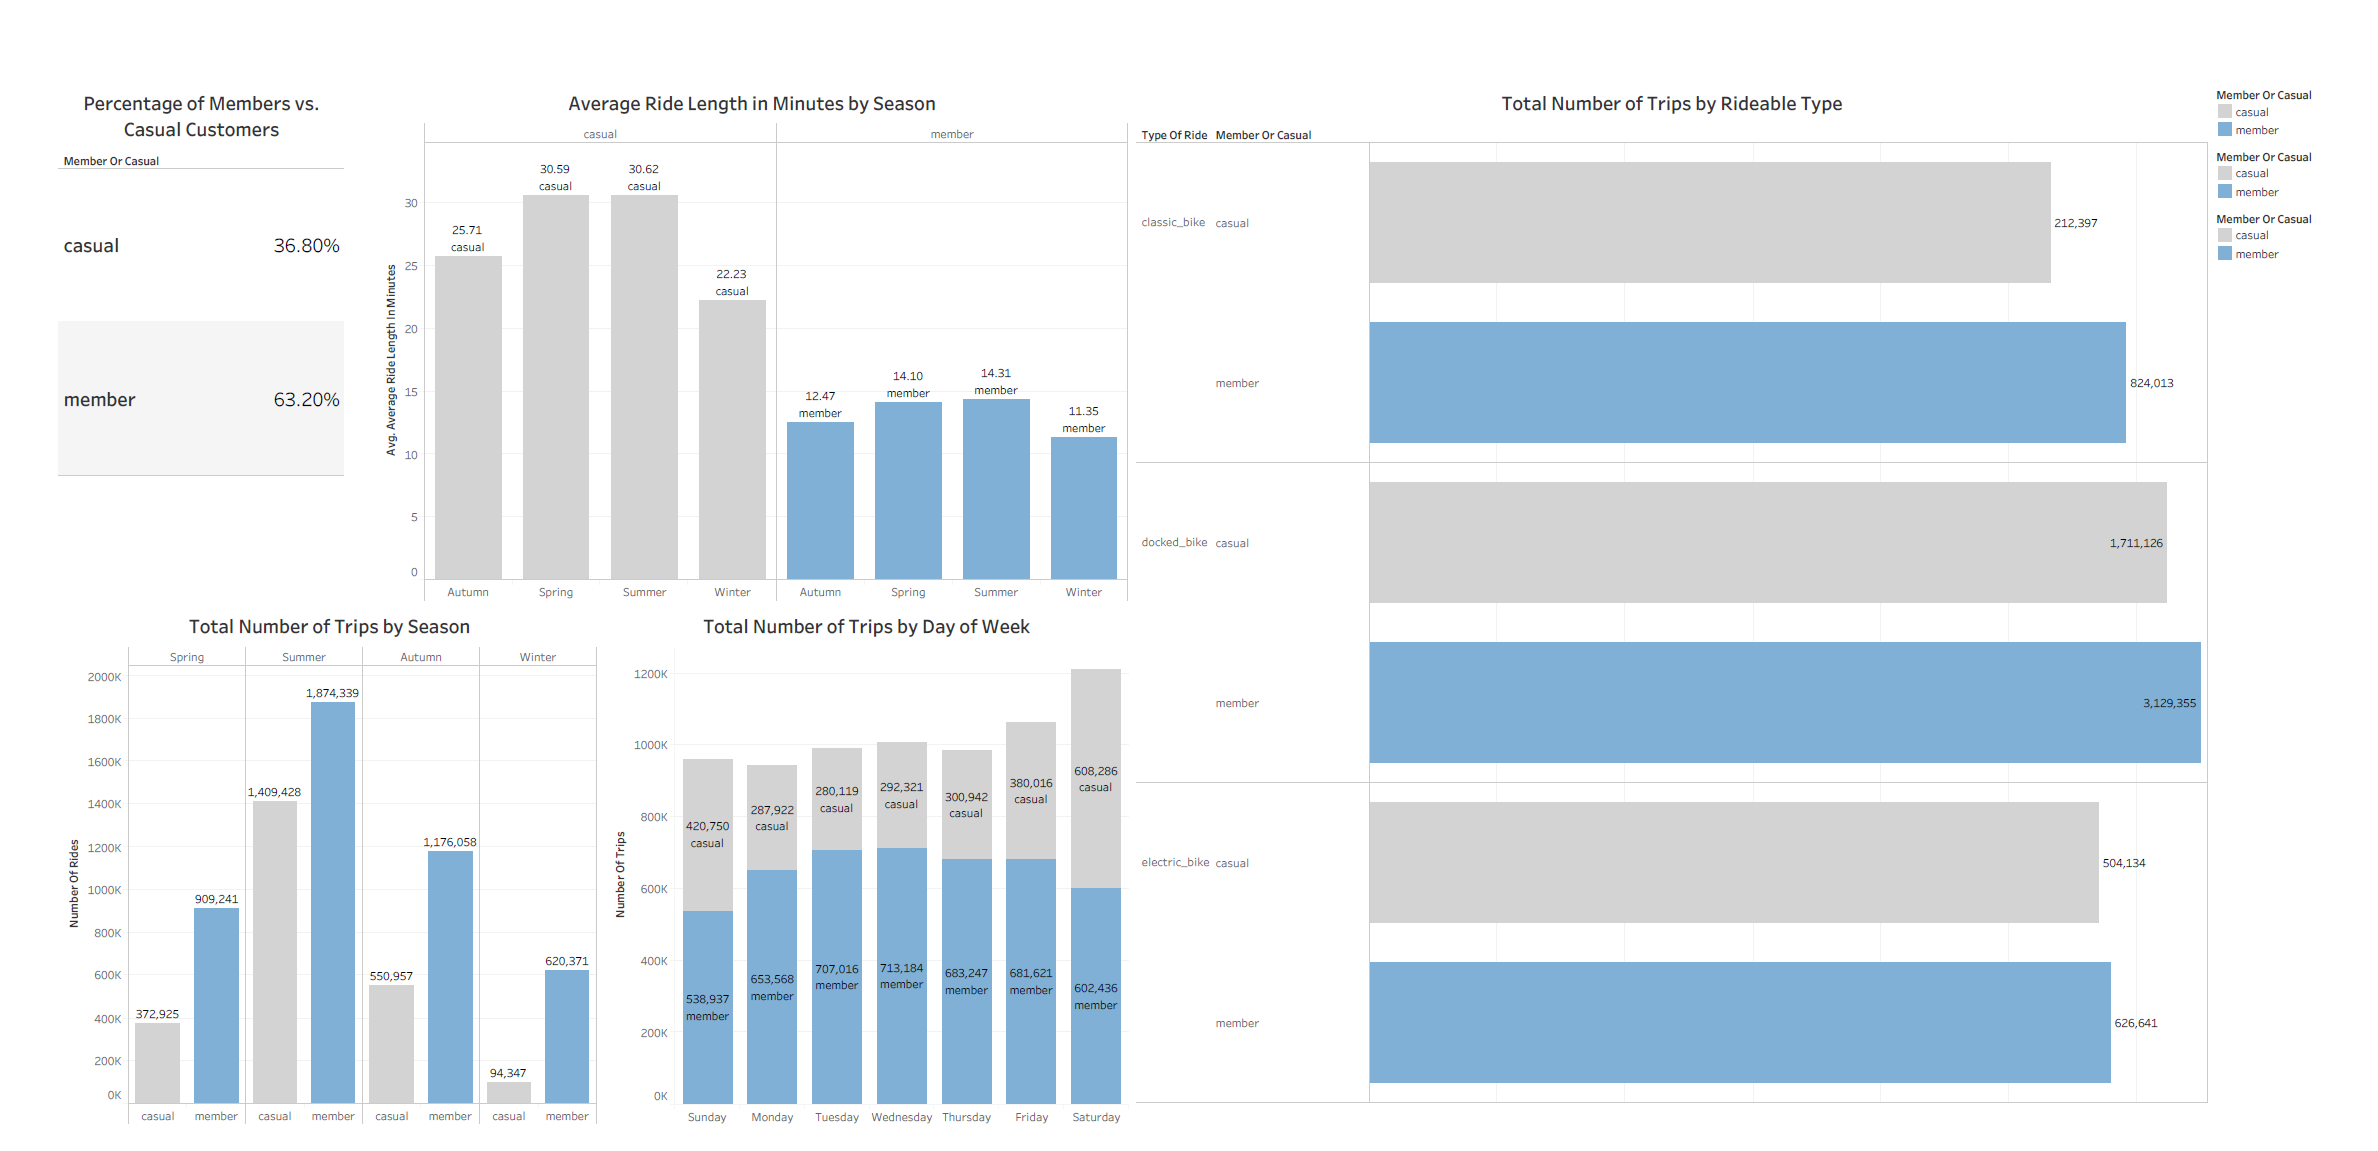 Percentage of Members vs.
Casual Customers
Member Or Casual
casual 36.80%
member 63.20%
Average Ride Length in Minutes by Season
casual member
Avg. Average Ride Length In Minutes
30
25
20
15
10
5
0
25.71
casual
30.59
casual
30.62
casual
22.23
casual
12.47
member
14.10
member
14.31
member
11.35
member
Autumn Spring Summer Winter Autumn Spring Summer Winter
Total Number of Trips by Rideable Type
Type Of Ride Member Or Casual
classic_bike casual 212,397
member 824,013
docked_bike casual 1,711,126
member 3,129,355
electric_bike casual 504,134
member 626,641
Member Or Casual
casual
member
Member Or Casual
casual
member
Member Or Casual
casual
member
Total Number of Trips by Season
Spring Summer Autumn Winter
Number Of Rides
2000K
1800K
1600K
1400K
1200K
1000K
800K
600K
400K
200K
0K
372,925
909,241
1,409,428
1,874,339
550,957
1,176,058
94,347
620,371
casual member casual member casual member casual member
Total Number of Trips by Day of Week
Number Of Trips
1200K
1000K
800K
600K
400K
200K
0K
420,750
casual
538,937
member
287,922
casual
653,568
member
280,119
casual
707,016
member
292,321
casual
713,184
member
300,942
casual
683,247
member
380,016
casual
681,621
member
608,286
casual
602,436
member
Sunday Monday Tuesday Wednesday Thursday Friday Saturday